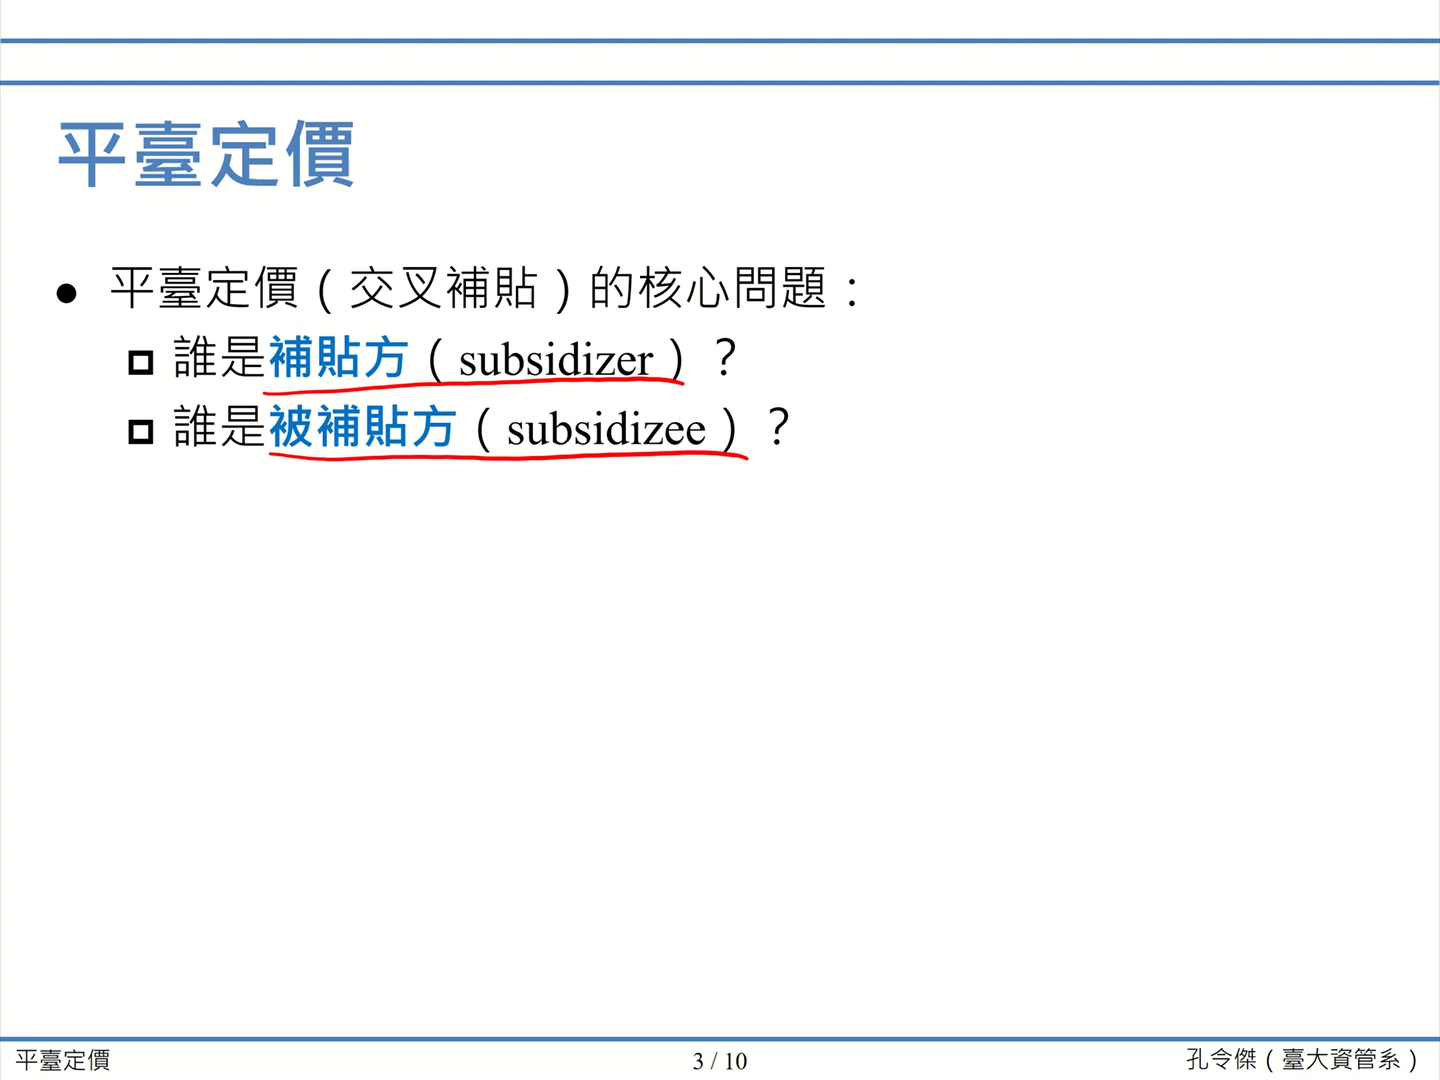 平臺定價
● 平臺定價（交叉補貼）的核心問題：
誰是補貼方（subsidizer）？
誰是被補貼方（subsidizee）？
平臺定價
3 / 10
孔令傑（臺大資管系）